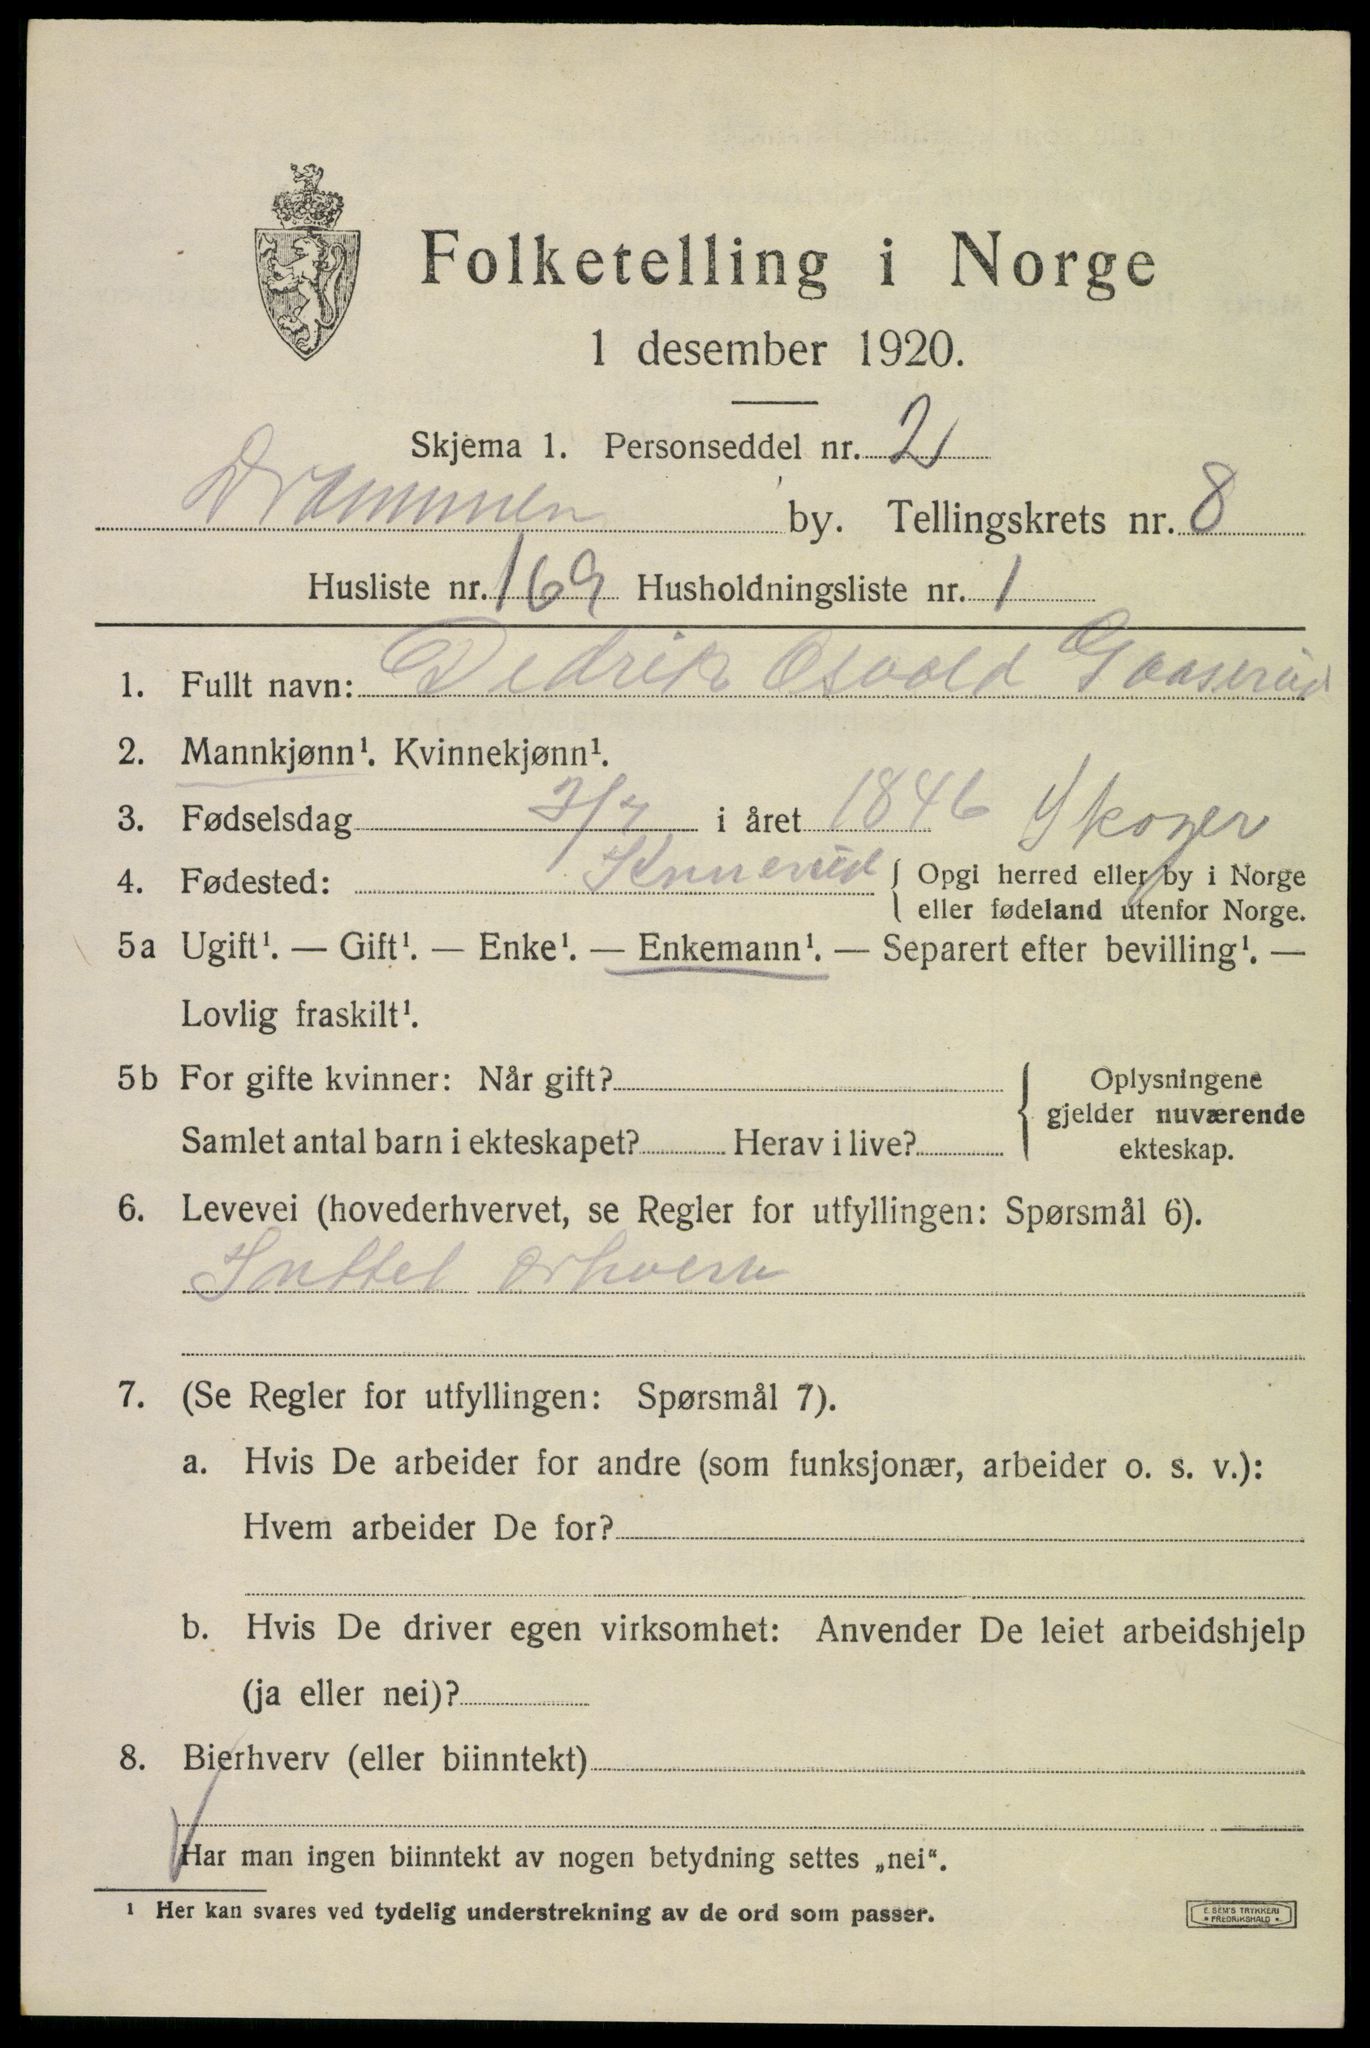 Folketelling i Norge
1 desember 1920.
Skjema 1. Personseddel nr. 2
Drammen by. Tellingskrets nr. 8
Husliste nr. 169 Husholdningsliste nr. 1
1. Fullt navn: Didrik Osvald Gaaserud
2. Mannkjønn¹. Kvinnekjønn¹.
3. Fødselsdag 3/7 i året 1846 Skoger
4. Fødested: { Opgi herred eller by i Norge
eller fødeland utenfor Norge.
5a Ugift¹. — Gift¹. — Enke¹. — Enkemann¹. — Separert efter bevilling¹. —
Lovlig fraskilt¹.
5b For gifte kvinner: Når gift? { Oplysningene
gjelder nuværende
Samlet antal barn i ekteskapet? Herav i live? ekteskap.
6. Levevei (hovederhvervet, se Regler for utfyllingen: Spørsmål 6).
7. (Se Regler for utfyllingen: Spørsmål 7).
a. Hvis De arbeider for andre (som funksjonær, arbeider o. s. v.):
Hvem arbeider De for?
b. Hvis De driver egen virksomhet: Anvender De leiet arbeidshjelp
(ja eller nei)?
8. Bierhverv (eller biinntekt)
Har man ingen biinntekt av nogen betydning settes „nei“.
¹ Her kan svares ved tydelig understrekning av de ord som passer.
E. SEM'S TRYKKERI
FREDRIKSHALD